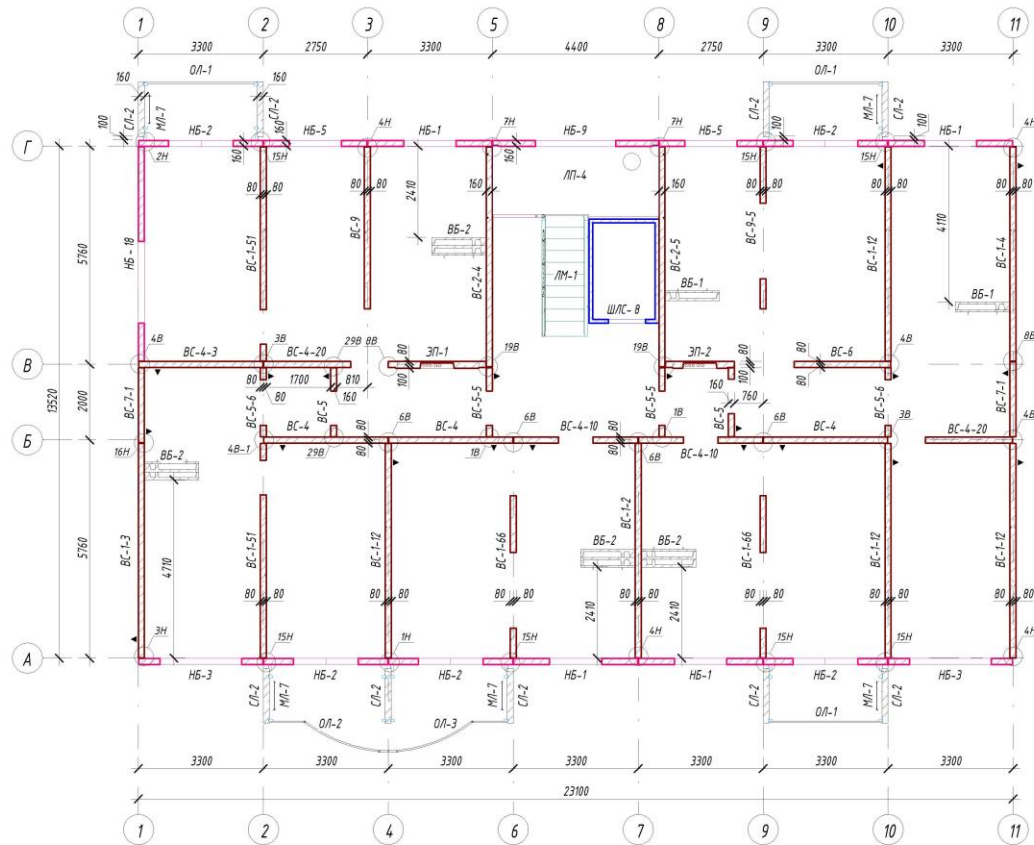 1 2 3 5 8 9 10 11
3300 2750 3300 4400 2750 3300 3300
160 ОЛ-1 160 ОЛ-1
СЛ-2 МЛ-7 СЛ-2 СЛ-2 МЛ-7 СЛ-2
100 160 100 100
Г НБ-2 НБ-5 4Н НБ-1 7Н НБ-9 7Н НБ-5 НБ-2 НБ-1 4Н
2Н 160 15Н 160 15Н 15Н
80 80 80 80 160 ЛП-4 160 80 80 80 80 80 80
2410 4110
5760 НБ-18 ВС-1-51 ВС-9 ВБ-2 ВС-2-4 ЛМ-1 ВС-2-5 ВС-9-5 ВС-1-12 ВС-1-4
ВБ-1 ВБ-1
ШЛС-8
4В ВС-4-3 3В ВС-4-20 29В 8В 80 ЭП-1 19В 19В ЭП-2 80 80 ВС-6 4В 8В
В 100 100 80
13520 2000 ВС-7-1 80 80 1700 810 160 ВС-5-6 ВС-5 ВС-5-5 ВС-5-5 160 760 ВС-5 ВС-5-6 ВС-7-1
Б ВС-4 80 6В ВС-4 6В ВС-4-10 1В 6В ВС-4 3В ВС-4-20 4В
16Н ВБ-2 4В-1 29В 80 1В 80 80 6В ВС-4-10
5760 ВС-1-3 4710 ВС-1-51 ВС-1-12 ВС-1-66 ВС-1-2 ВС-1-66 ВС-1-12 ВС-1-12
ВБ-2 ВБ-2
80 80 80 80 80 80 2410 2410 80 80 80 80 80 80
А 3Н 15Н 1Н 15Н 4Н 15Н 15Н 4Н
НБ-3 НБ-2 НБ-2 НБ-1 НБ-1 НБ-2 НБ-3
СЛ-2 МЛ-7 СЛ-2 МЛ-7 СЛ-2 СЛ-2 МЛ-7 СЛ-2
ОЛ-2 ОЛ-3 ОЛ-1
3300 3300 3300 3300 3300 3300 3300
23100
1 2 4 6 7 9 10 11